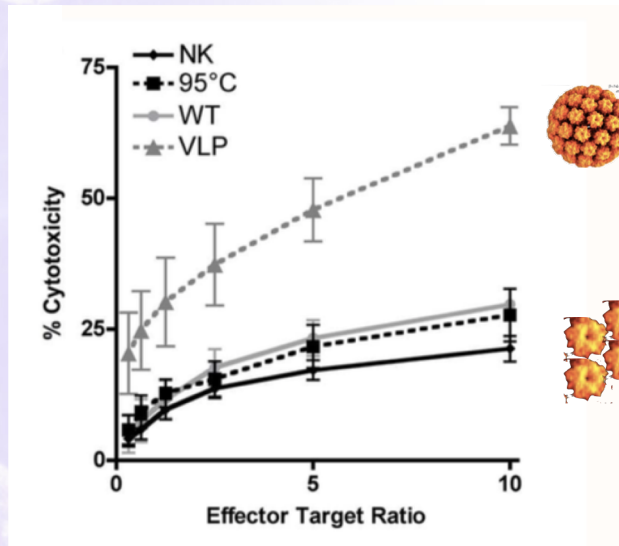 NK
95°C
WT
VLP
75
50
25
0
% Cytotoxicity
0 5 10
Effector Target Ratio